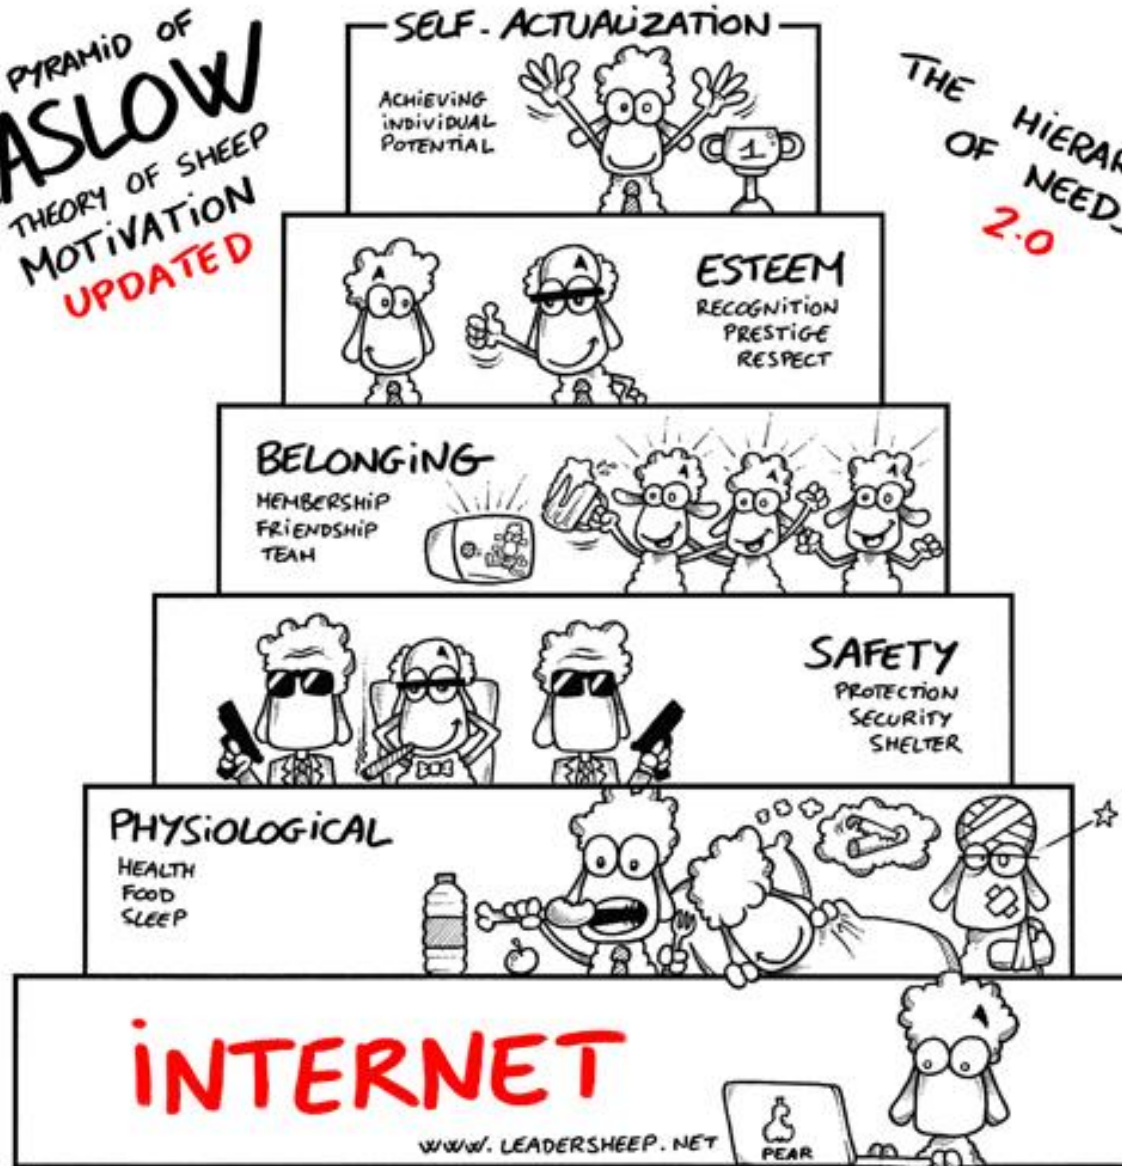 PYRAMID OF
ASLOW
THEORY OF SHEEP
MOTIVATION
UPDATED
SELF-ACTUALIZATION
ACHIEVING
INDIVIDUAL
POTENTIAL
1
THE HIERAR
OF NEEDS
2.0
ESTEEM
RECOGNITION
PRESTIGE
RESPECT
BELONGING
MEMBERSHIP
FRIENDSHIP
TEAM
SAFETY
PROTECTION
SECURITY
SHELTER
PHYSIOLOGICAL
HEALTH
FOOD
SLEEP
INTERNET
WWW.LEADERSHEEP.NET
PEAR